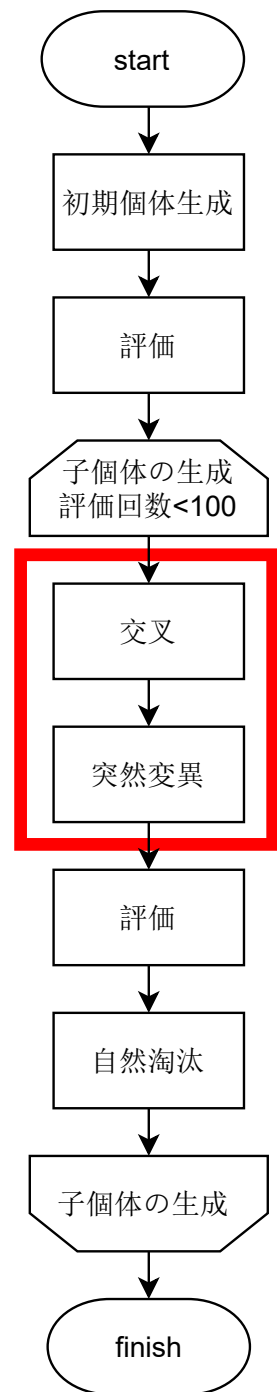 start
初期個体生成
評価
子個体の生成
評価回数<100
交叉
突然変異
評価
自然淘汰
子個体の生成
finish